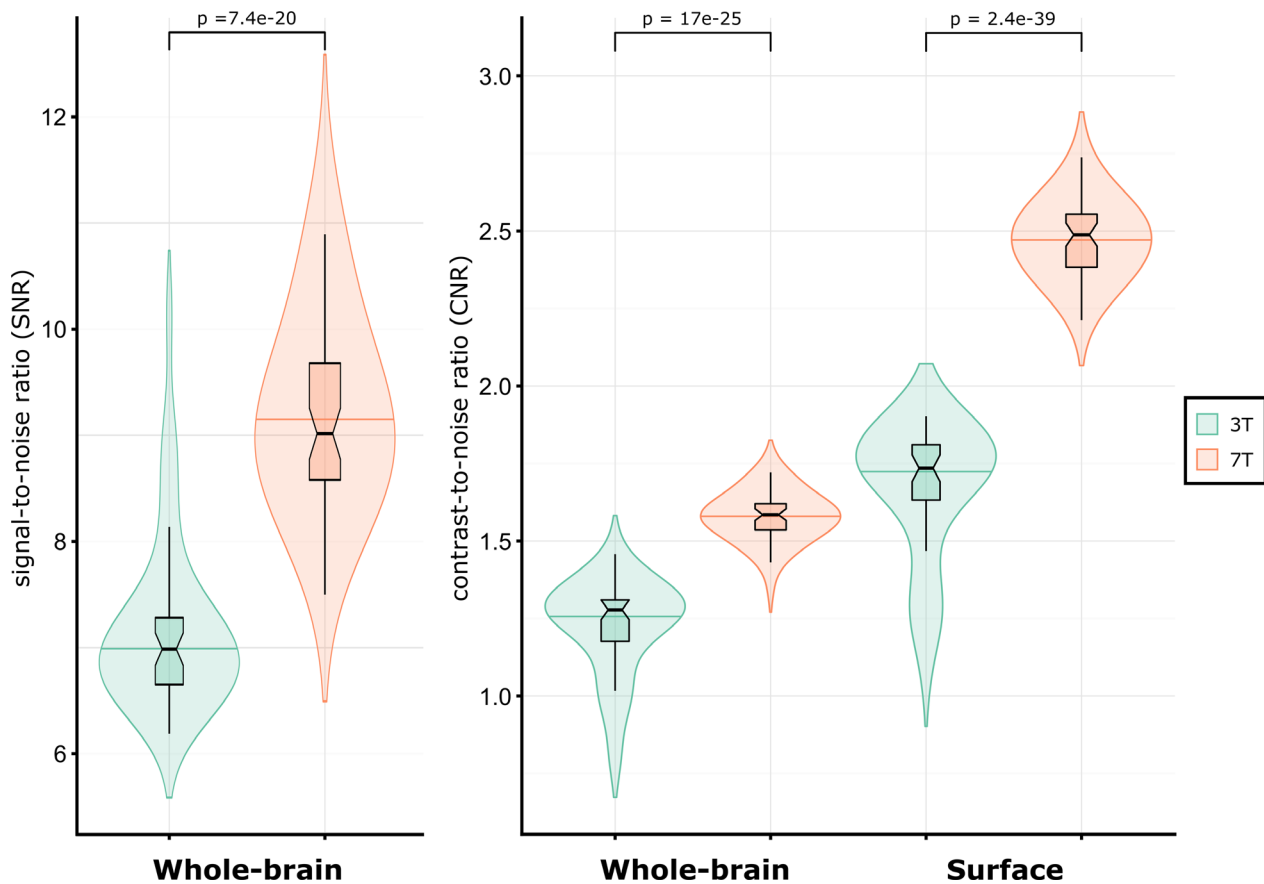 p =7.4e-20
p = 17e-25
p = 2.4e-39
signal-to-noise ratio (SNR)
12
10
8
6
Whole-brain
contrast-to-noise ratio (CNR)
3.0
2.5
2.0
1.5
1.0
Whole-brain
Surface
3T
7T